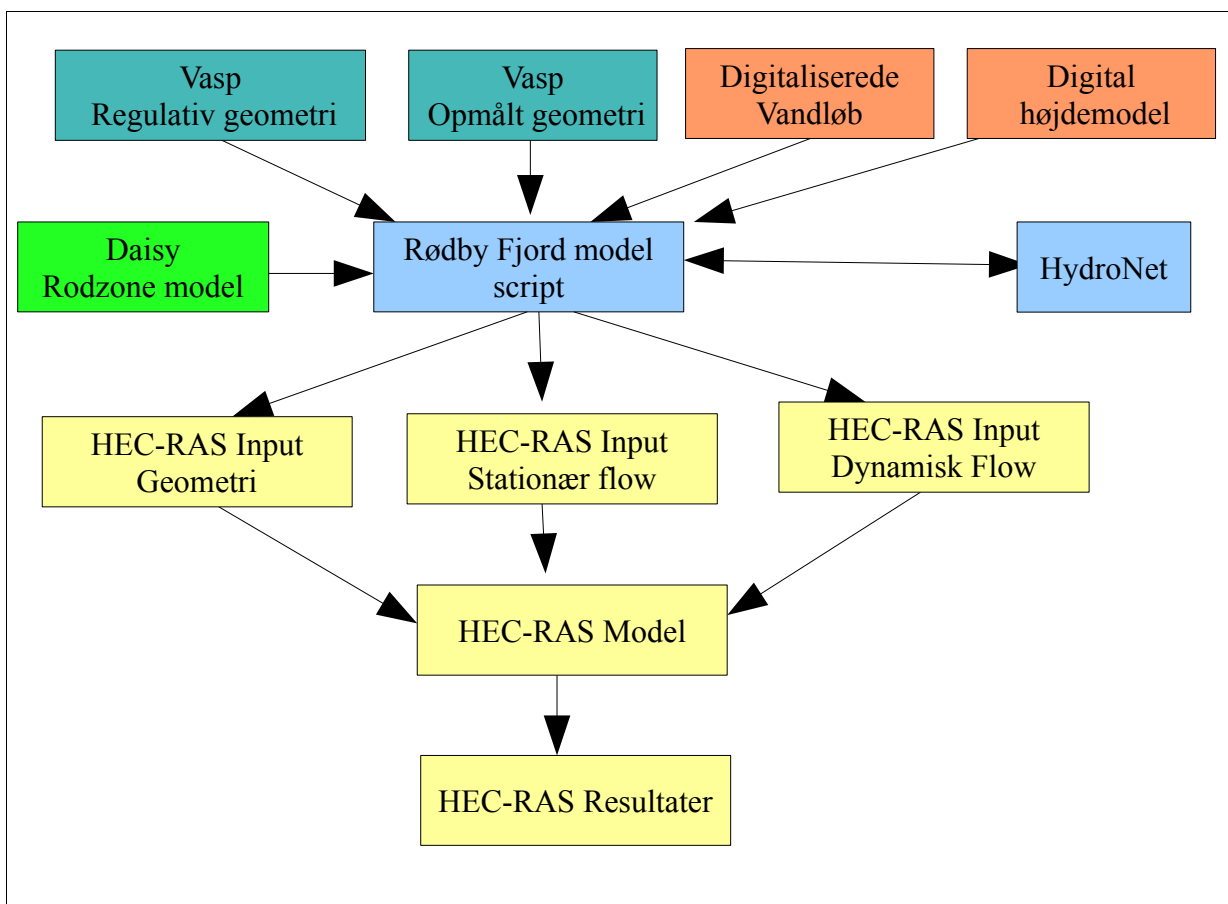 Vasp
Regulativ geometri
Vasp
Opmålt geometri
Digitaliserede
Vandløb
Digital
højdemodel
Daisy
Rodzone model
Rødby Fjord model
script
HydroNet
HEC-RAS Input
Geometri
HEC-RAS Input
Stationær flow
HEC-RAS Input
Dynamisk Flow
HEC-RAS Model
HEC-RAS Resultater